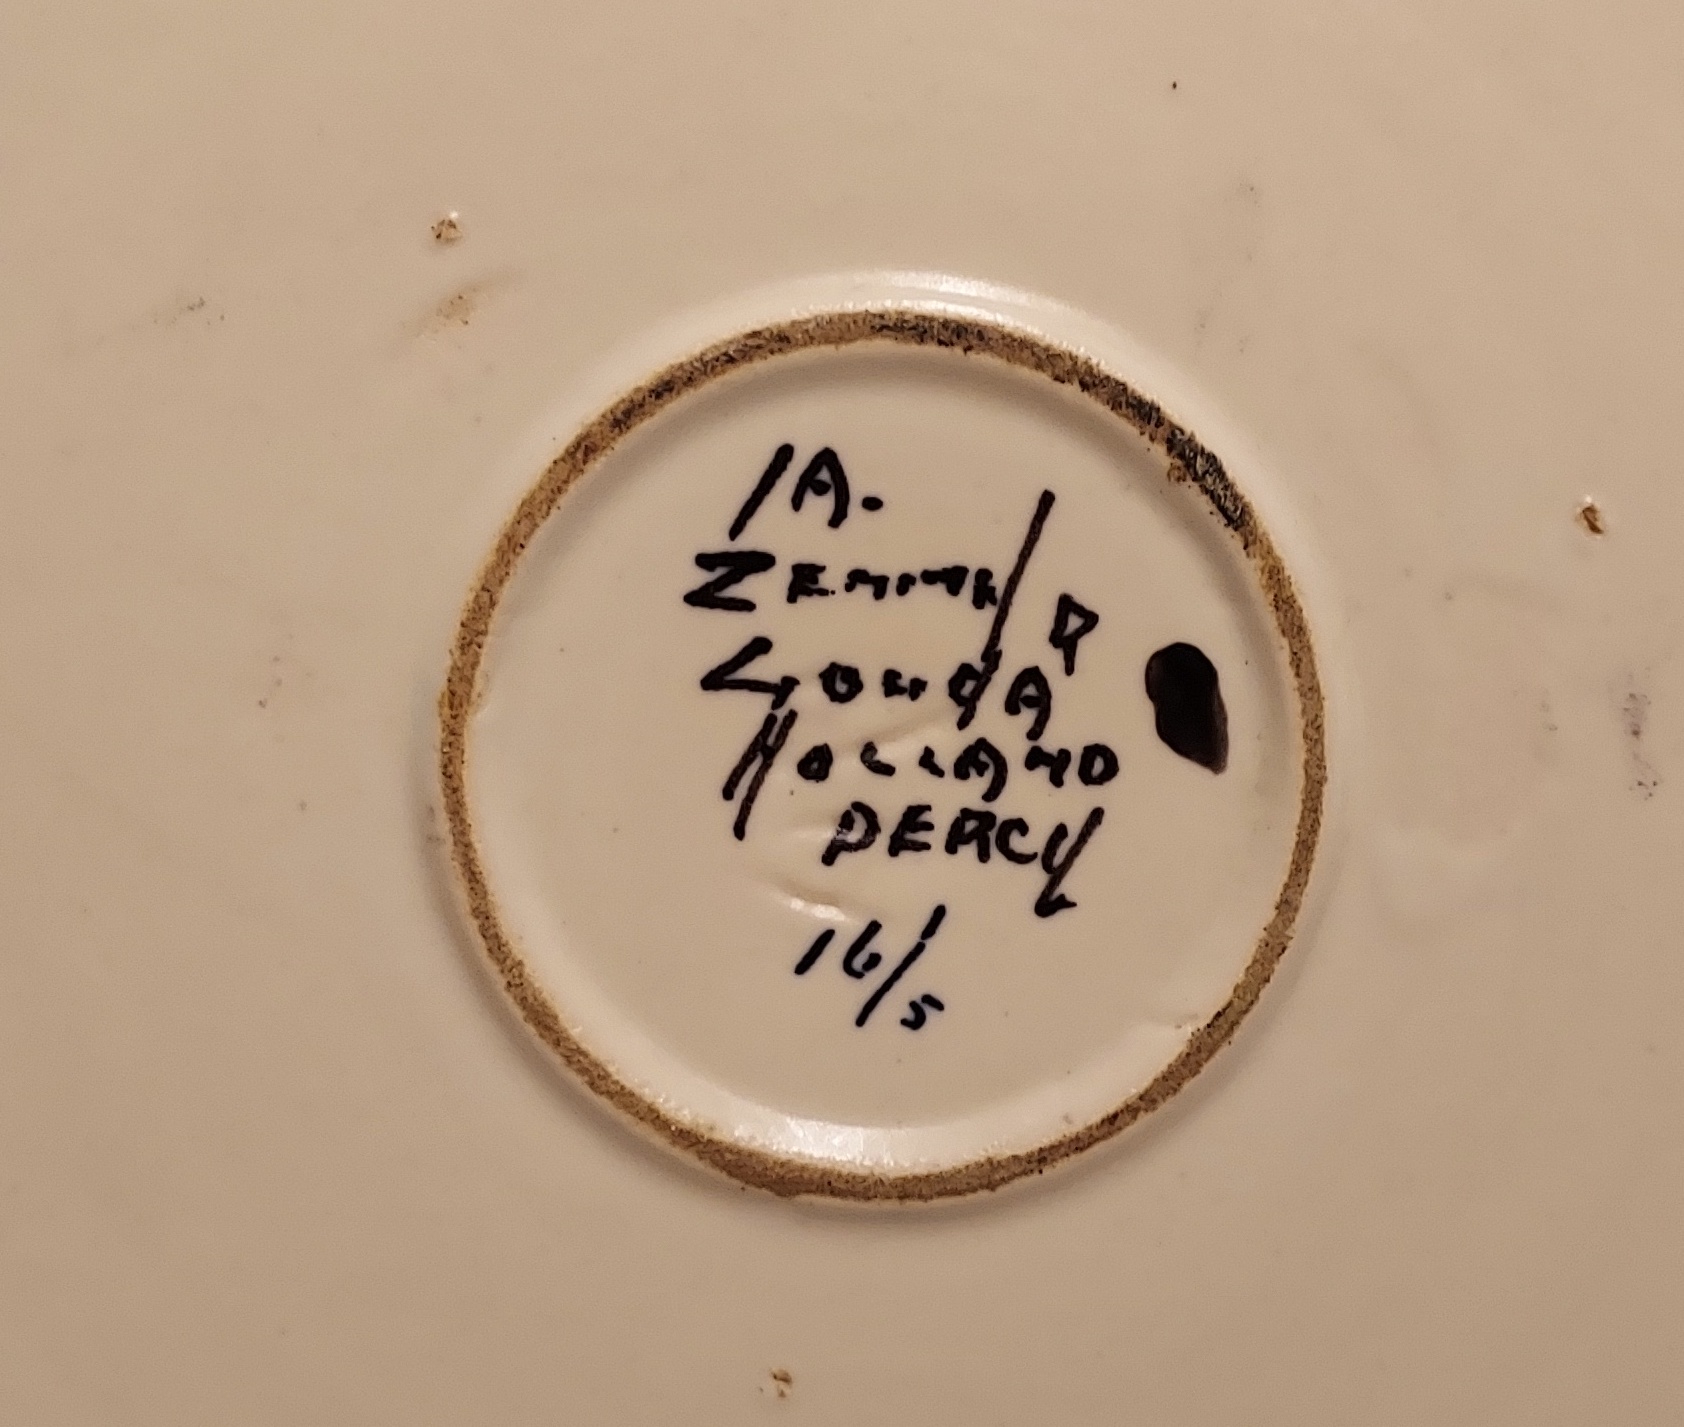 IA.
ZENITH
GOUDA
HOLLAND
PERCY
16/5